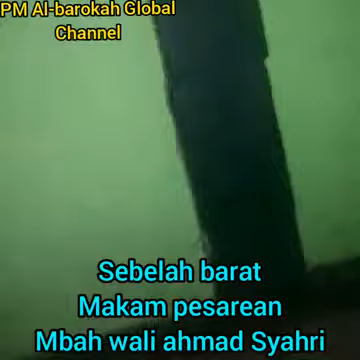 PM Al-barokah Global
Channel
Sebelah barat
Makam pesarean
Mbah wali ahmad Syahri